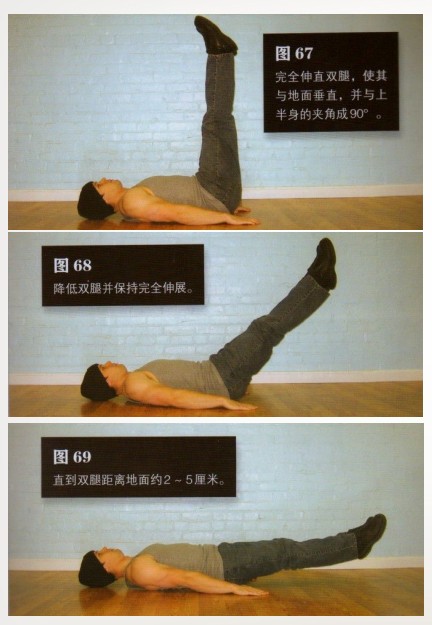 图 67
完全伸直双腿，使其
与地面垂直，并与上
半身的夹角成90°。
图 68
降低双腿并保持完全伸展。
图 69
直到双腿距离地面约2～5厘米。